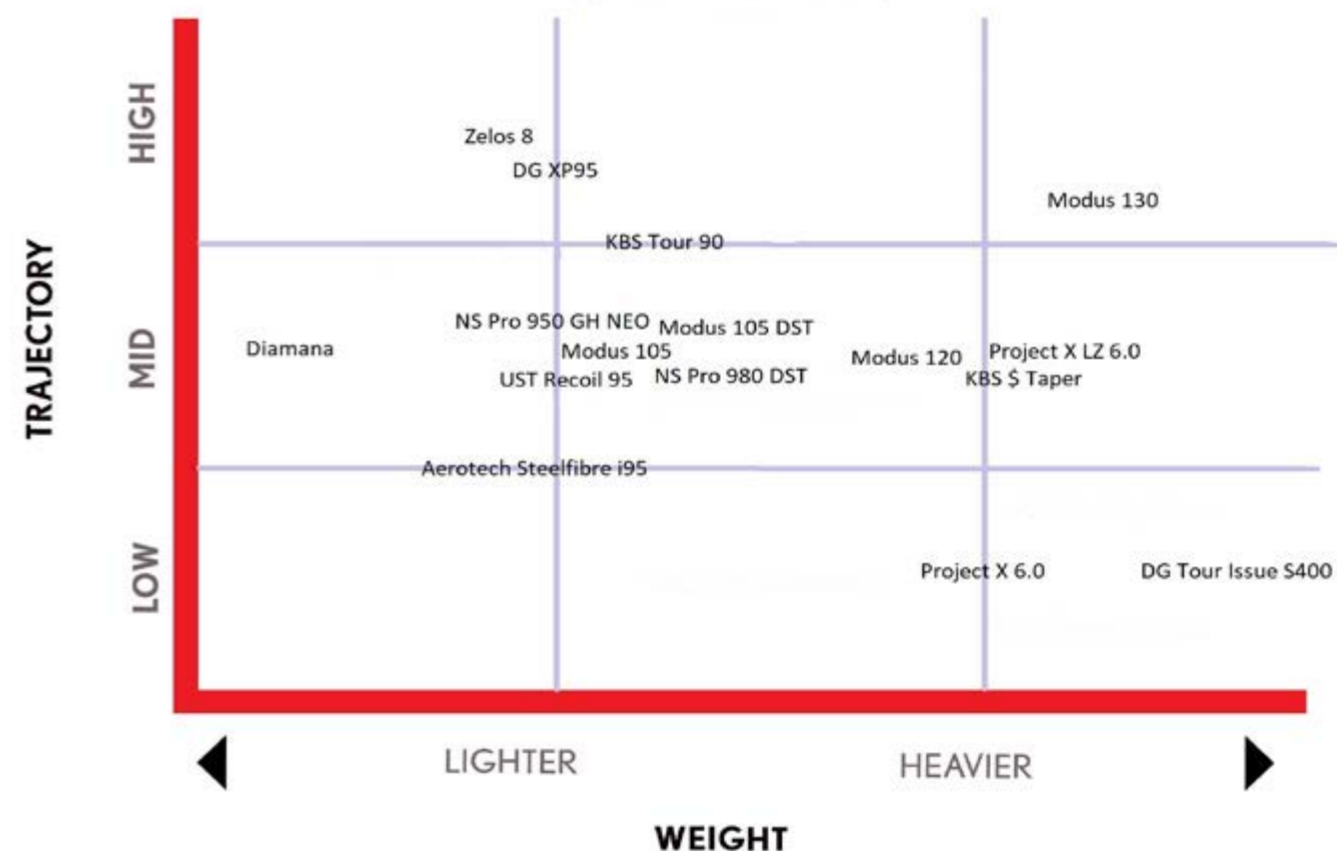 HIGH
Zelos 8
DG XP95
Modus 130
KBS Tour 90
TRAJECTORY
MID
NS Pro 950 GH NEO
Modus 105 DST
Diamana
Modus 105
Modus 120
Project X LZ 6.0
UST Recoil 95
NS Pro 980 DST
KBS $ Taper
Aerotech Steelfibre i95
LOW
Project X 6.0
DG Tour Issue S400
LIGHTER
HEAVIER
WEIGHT